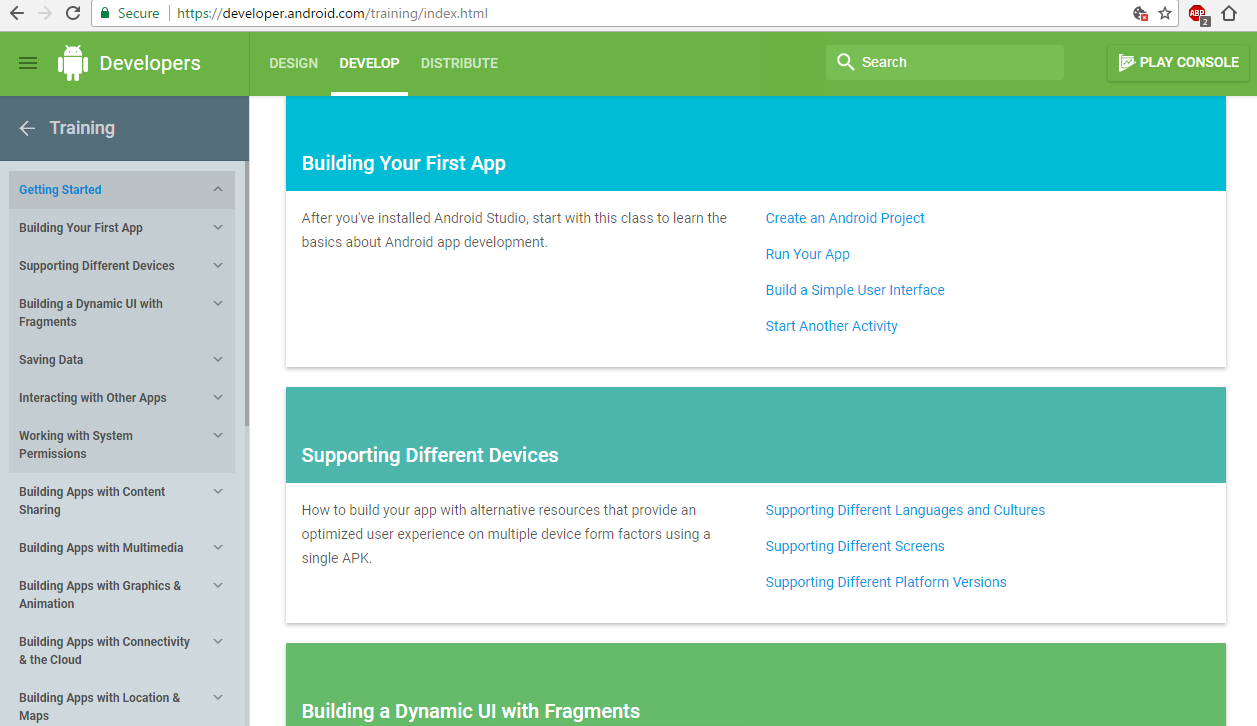 Secure https://developer.android.com/training/index.html
ABP
2
Developers
DESIGN DEVELOP DISTRIBUTE
Search
PLAY CONSOLE
Training
Getting Started
Building Your First App
Supporting Different Devices
Building a Dynamic UI with
Fragments
Saving Data
Interacting with Other Apps
Working with System
Permissions
Building Apps with Content
Sharing
Building Apps with Multimedia
Building Apps with Graphics &
Animation
Building Apps with Connectivity
& the Cloud
Building Apps with Location &
Maps
Building Your First App
After you've installed Android Studio, start with this class to learn the
basics about Android app development.
Create an Android Project
Run Your App
Build a Simple User Interface
Start Another Activity
Supporting Different Devices
How to build your app with alternative resources that provide an
optimized user experience on multiple device form factors using a
single APK.
Supporting Different Languages and Cultures
Supporting Different Screens
Supporting Different Platform Versions
Building a Dynamic UI with Fragments